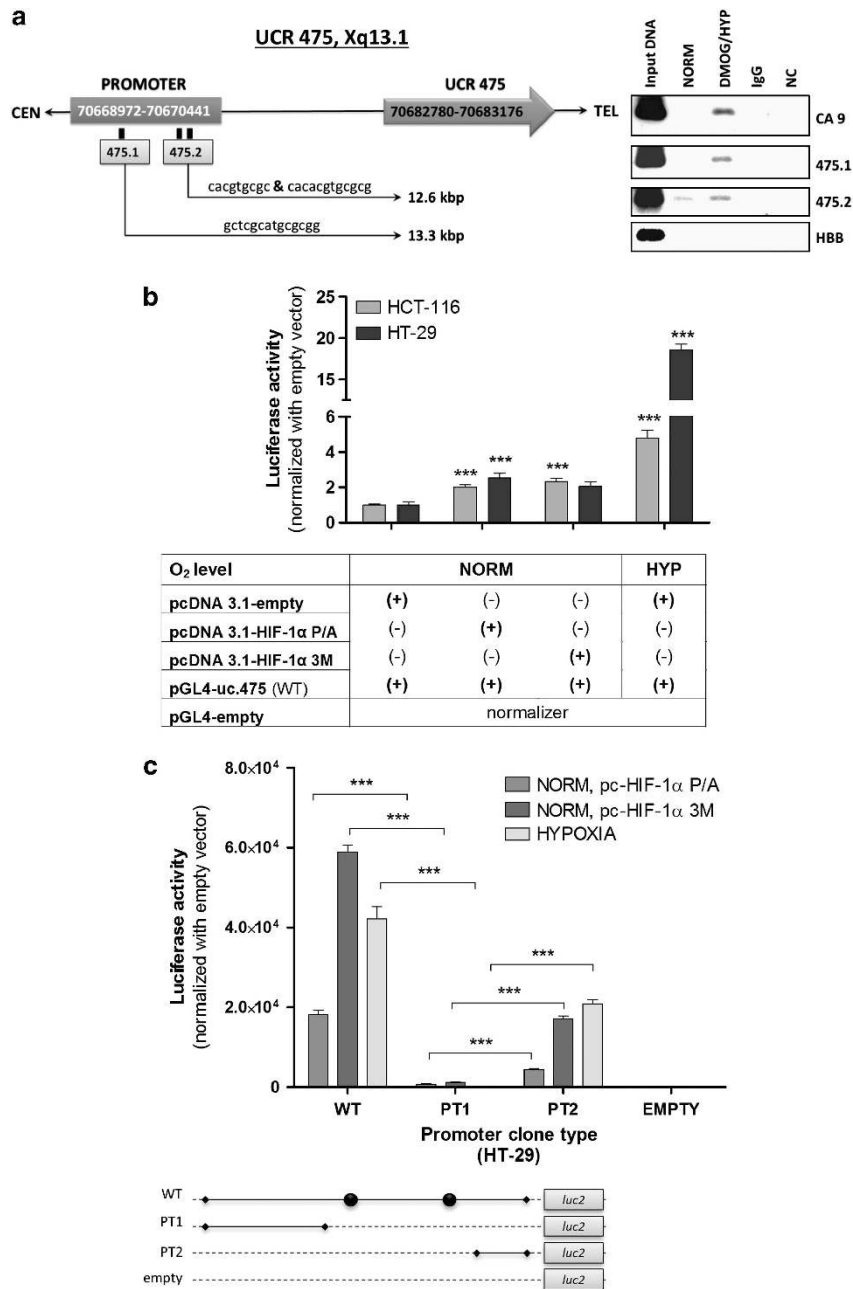 a
UCR 475, Xq13.1
PROMOTER
UCR 475
CEN
70668972-70670441
70682780-70683176
TEL
475.1
475.2
cacgtgcgc & cacacgtgcgcg
12.6 kbp
gctcgcatgcgcgg
13.3 kbp
Input DNA
NORM
DMOG/HYP
IgG
NC
CA 9
475.1
475.2
HBB
b
Luciferase activity
(normalized with empty vector)
25
20
15
6
4
2
0
HCT-116
HT-29
***
***
***
***
***
O2 level NORM HYP
pcDNA 3.1-empty (+) (-) (-) (+)
pcDNA 3.1-HIF-1α P/A (-) (+) (-) (-)
pcDNA 3.1-HIF-1α 3M (-) (-) (+) (-)
pGL4-uc.475 (WT) (+) (+) (+) (+)
pGL4-empty normalizer
c
Luciferase activity
(normalized with empty vector)
8.0×10⁴
6.0×10⁴
4.0×10⁴
2.0×10⁴
0
NORM, pc-HIF-1α P/A
NORM, pc-HIF-1α 3M
HYPOXIA
***
***
***
***
***
***
WT PT1 PT2 EMPTY
Promoter clone type
(HT-29)
WT luc2
PT1 luc2
PT2 luc2
empty luc2